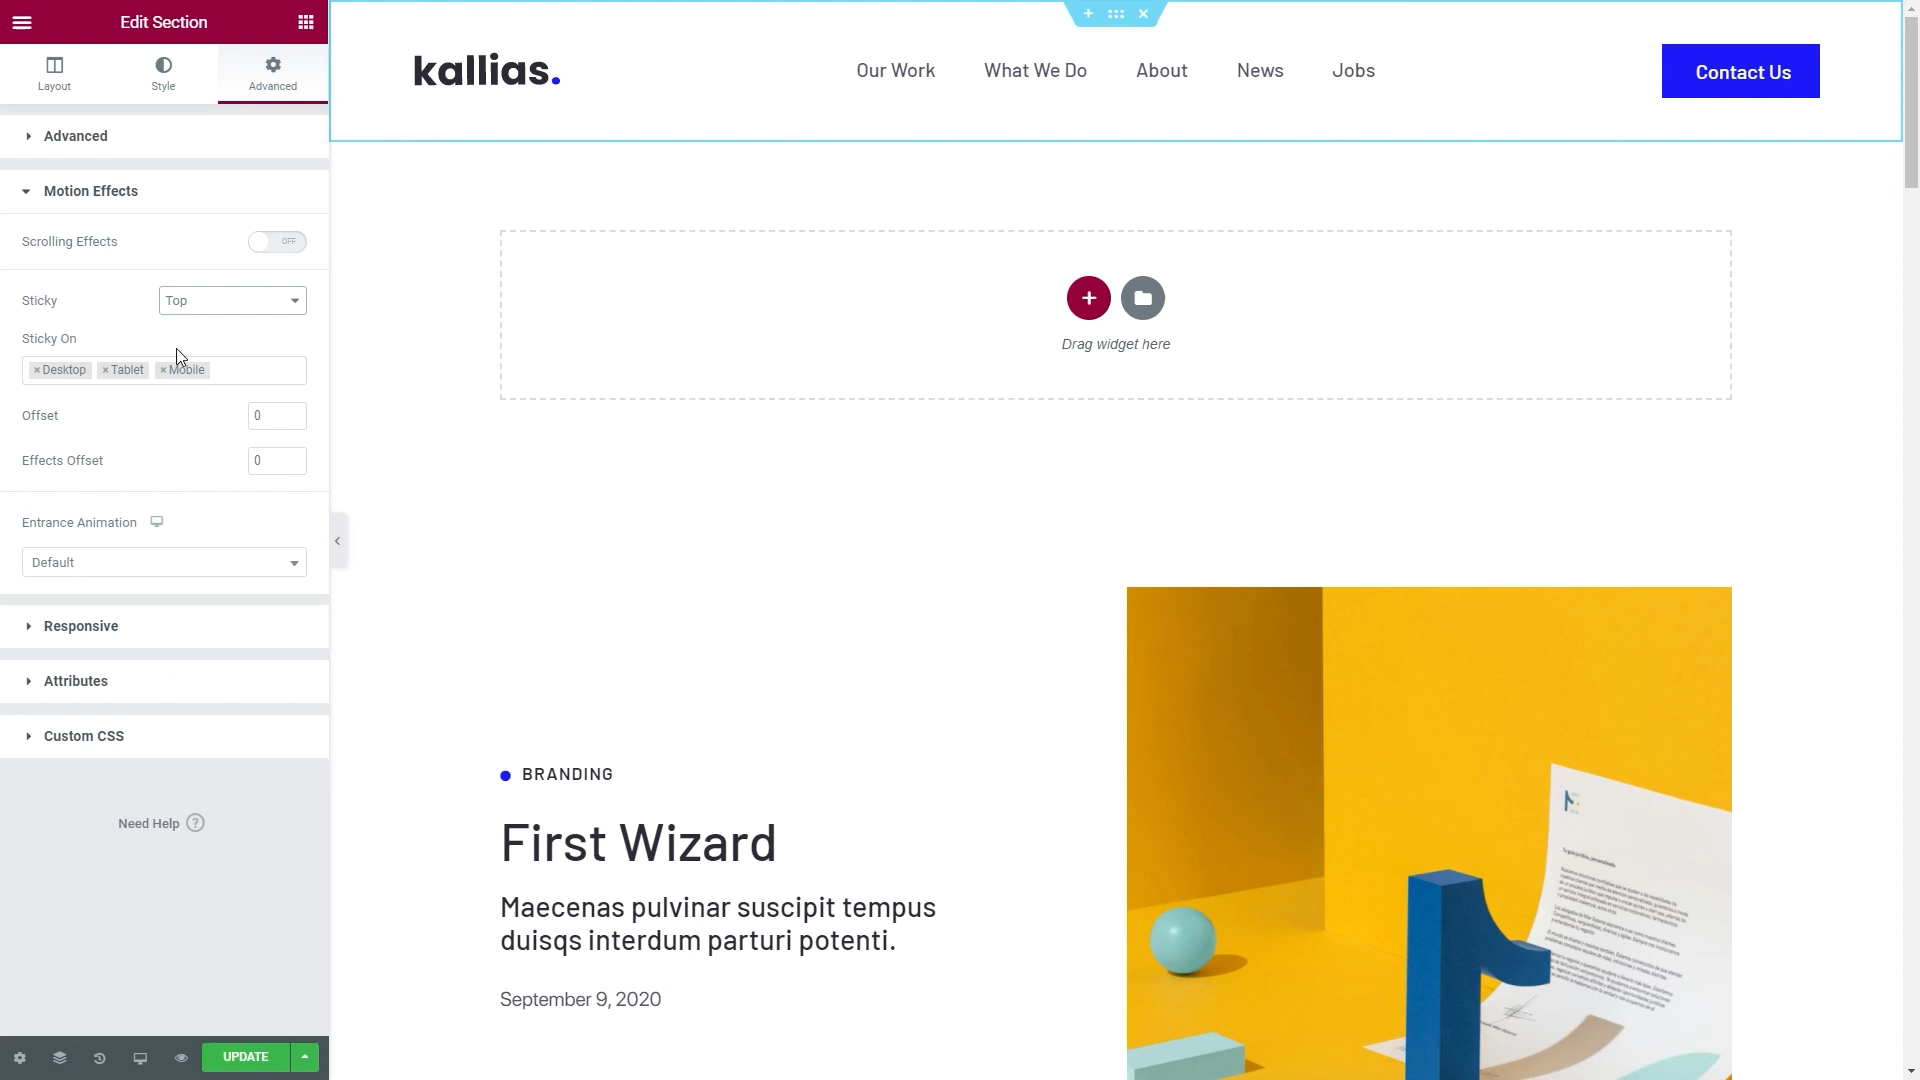 Edit Section
Layout
Style
Advanced
Advanced
Motion Effects
Scrolling Effects
OFF
Sticky
Top
Sticky On
× Desktop × Tablet × Mobile
Offset
0
Effects Offset
0
Entrance Animation
Default
Responsive
Attributes
Custom CSS
Need Help ?
UPDATE
kallias.
Our Work
What We Do
About
News
Jobs
Contact Us
Drag widget here
BRANDING
First Wizard
Maecenas pulvinar suscipit tempus
duisqs interdum parturi potenti.
September 9, 2020